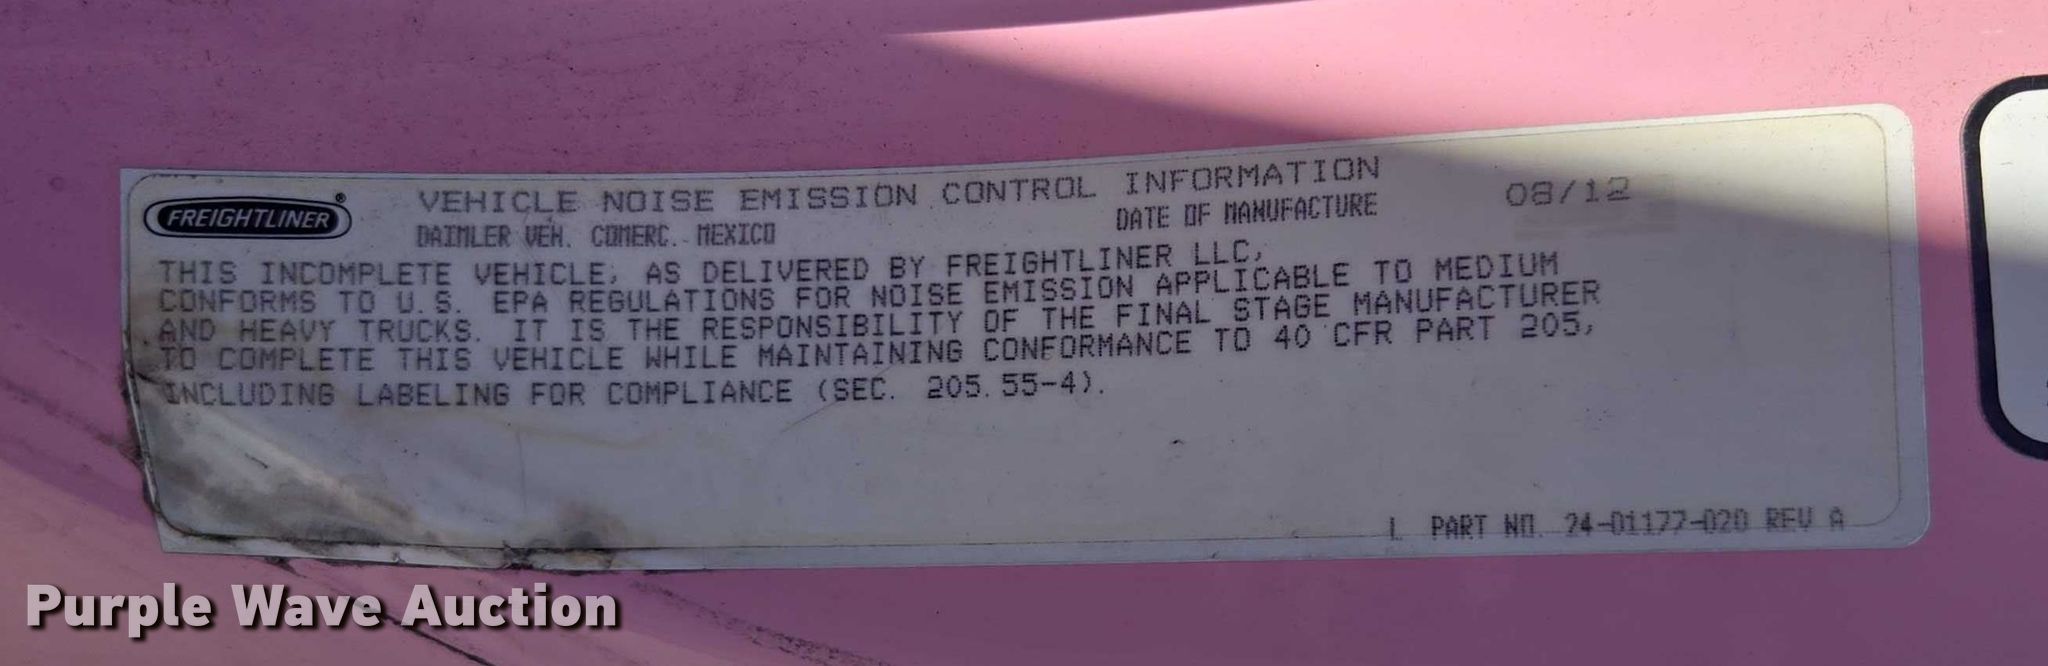 FREIGHTLINER®
VEHICLE NOISE EMISSION CONTROL INFORMATION 08/12
DAIMLER VEH. COMERC. MEXICO DATE OF MANUFACTURE
THIS INCOMPLETE VEHICLE, AS DELIVERED BY FREIGHTLINER LLC,
CONFORMS TO U.S. EPA REGULATIONS FOR NOISE EMISSION APPLICABLE TO MEDIUM
AND HEAVY TRUCKS. IT IS THE RESPONSIBILITY OF THE FINAL STAGE MANUFACTURER
TO COMPLETE THIS VEHICLE WHILE MAINTAINING CONFORMANCE TO 40 CFR PART 205,
INCLUDING LABELING FOR COMPLIANCE (SEC. 205.55-4).
L PART NO. 24-01177-020 REV A
Purple Wave Auction